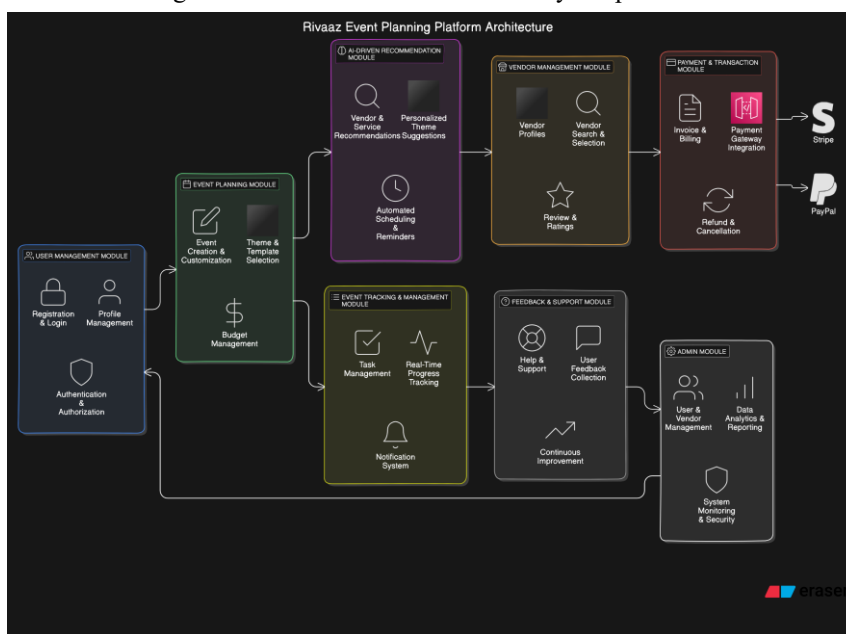 Rivaaz Event Planning Platform Architecture
AI-DRIVEN RECOMMENDATION
MODULE
Vendor &
Service
Recommendations
Personalized
Theme
Suggestions
Automated
Scheduling
&
Reminders
VENDOR MANAGEMENT MODULE
Vendor
Profiles
Vendor
Search &
Selection
Review &
Ratings
PAYMENT & TRANSACTION
MODULE
Invoice &
Billing
Payment
Gateway
Integration
Refund &
Cancellation
Stripe
PayPal
EVENT PLANNING MODULE
Event
Creation &
Customization
Theme &
Template
Selection
Budget
Management
USER MANAGEMENT MODULE
Registration
& Login
Profile
Management
Authentication
&
Authorization
EVENT TRACKING & MANAGEMENT
MODULE
Task
Management
Real-Time
Progress
Tracking
Notification
System
FEEDBACK & SUPPORT MODULE
Help &
Support
User
Feedback
Collection
Continuous
Improvement
ADMIN MODULE
User &
Vendor
Management
Data
Analytics &
Reporting
System
Monitoring
& Security
eraser